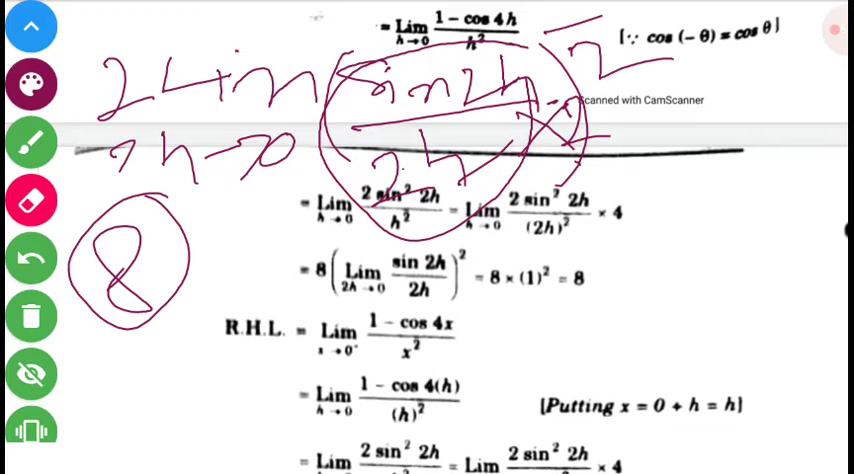 = Lim h→0 (1 − cos 4h)/h² [∵ cos (− θ) = cos θ]
2 Lim (sin 2h / 2h × 2)²
h→0
Scanned with CamScanner
= Lim h→0 (2 sin² 2h)/h² = Lim h→0 (2 sin² 2h)/(2h)² × 4
8
= 8 ( Lim 2h→0 (sin 2h)/(2h) )² = 8 × (1)² = 8
R.H.L. = Lim x→0⁺ (1 − cos 4x)/x²
= Lim h→0 (1 − cos 4(h))/(h)² [Putting x = 0 + h = h]
= Lim 2 sin² 2h = Lim 2 sin² 2h × 4